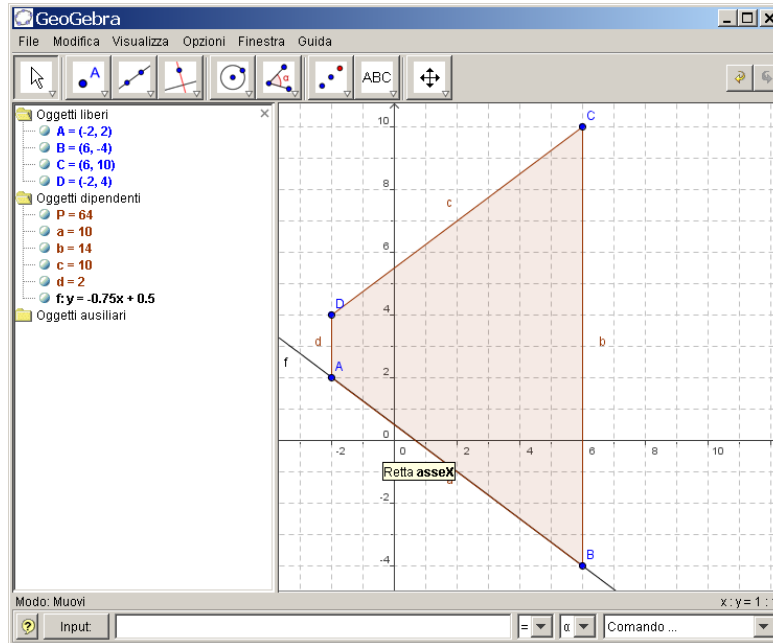 GeoGebra
File Modifica Visualizza Opzioni Finestra Guida
A α ABC
Oggetti liberi
A = (-2, 2)
B = (6, -4)
C = (6, 10)
D = (-2, 4)
Oggetti dipendenti
P = 64
a = 10
b = 14
c = 10
d = 2
f: y = -0.75x + 0.5
Oggetti ausiliari
10
C
8
c
6
D
4
d
b
f
A
2
0
-2 0 2 4 6 8 10
Retta asseX
-2
B
-4
Modo: Muovi
x : y = 1 :
Input:
= α Comando ...